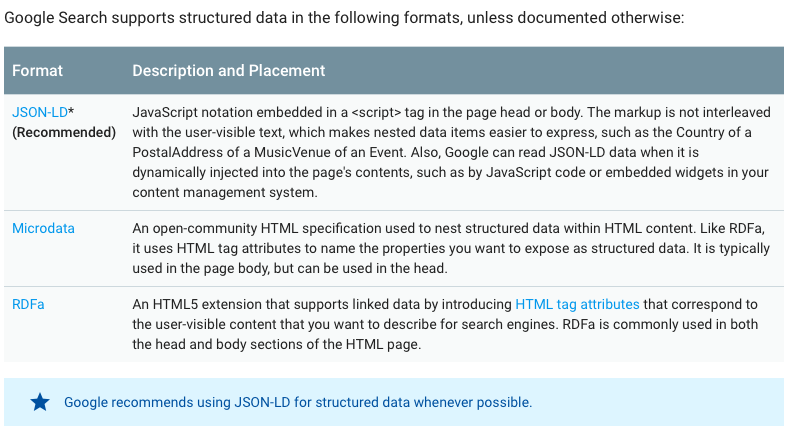 Google Search supports structured data in the following formats, unless documented otherwise:
Format Description and Placement
JSON-LD* JavaScript notation embedded in a <script> tag in the page head or body. The markup is not interleaved
(Recommended) with the user-visible text, which makes nested data items easier to express, such as the Country of a
PostalAddress of a MusicVenue of an Event. Also, Google can read JSON-LD data when it is
dynamically injected into the page's contents, such as by JavaScript code or embedded widgets in your
content management system.
Microdata An open-community HTML specification used to nest structured data within HTML content. Like RDFa,
it uses HTML tag attributes to name the properties you want to expose as structured data. It is typically
used in the page body, but can be used in the head.
RDFa An HTML5 extension that supports linked data by introducing HTML tag attributes that correspond to
the user-visible content that you want to describe for search engines. RDFa is commonly used in both
the head and body sections of the HTML page.
Google recommends using JSON-LD for structured data whenever possible.